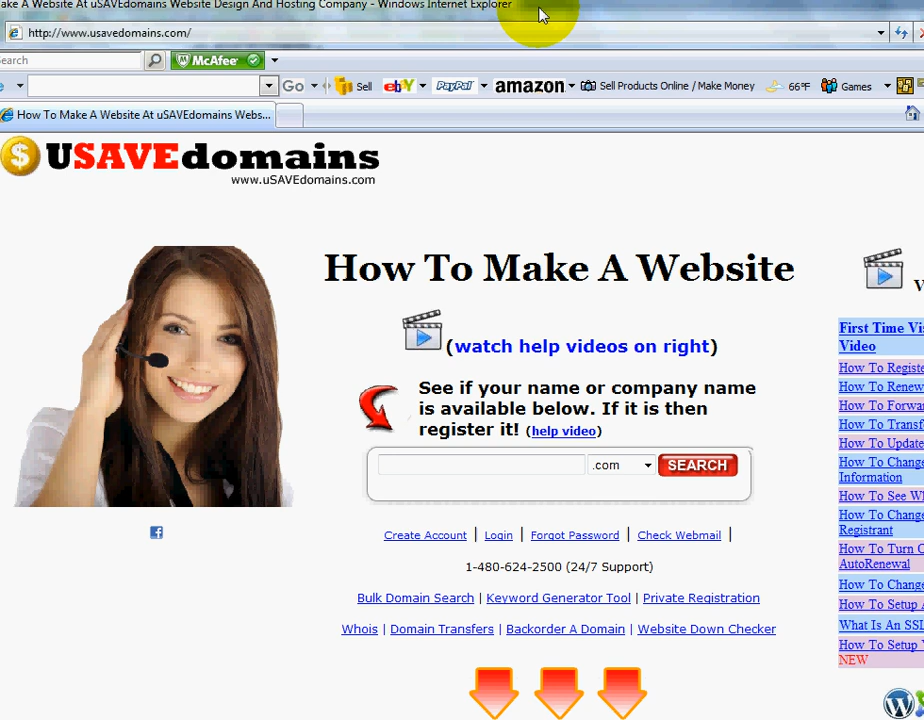 ake A Website At uSAVEdomains Website Design And Hosting Company - Windows Internet Explorer
http://www.usavedomains.com/
Search McAfee
Go Sell ebY PayPal amazon Sell Products Online / Make Money 66°F Games
How To Make A Website At uSAVEdomains Webs...
$ USAVEdomains
www.uSAVEdomains.com
How To Make A Website
(watch help videos on right)
See if your name or company name
is available below. If it is then
register it! (help video)
.com SEARCH
Create Account | Login | Forgot Password | Check Webmail |
1-480-624-2500 (24/7 Support)
Bulk Domain Search | Keyword Generator Tool | Private Registration
Whois | Domain Transfers | Backorder A Domain | Website Down Checker
First Time Vi
Video
How To Registe
How To Renew
How To Forwa
How To Transf
How To Update
How To Change
Information
How To See W
How To Change
Registrant
How To Turn O
AutoRenewal
How To Change
How To Setup A
What Is An SSL
How To Setup Y
NEW